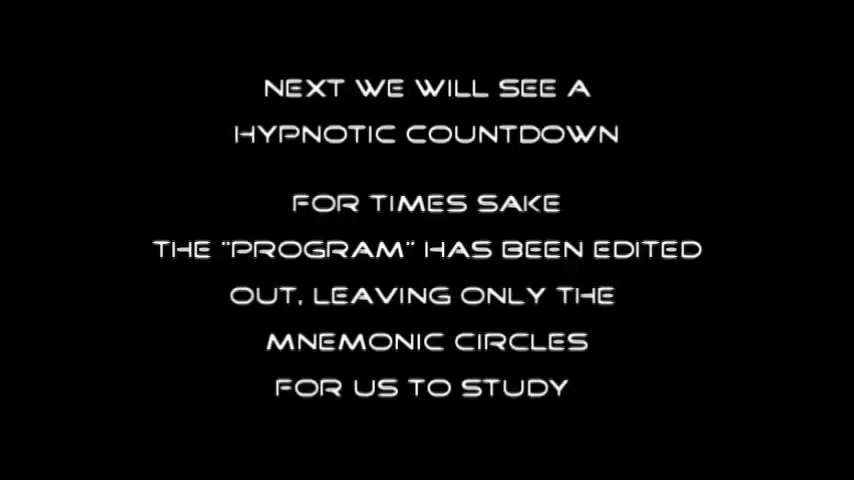 NEXT WE WILL SEE A
HYPNOTIC COUNTDOWN
FOR TIMES SAKE
THE "PROGRAM" HAS BEEN EDITED
OUT, LEAVING ONLY THE
MNEMONIC CIRCLES
FOR US TO STUDY